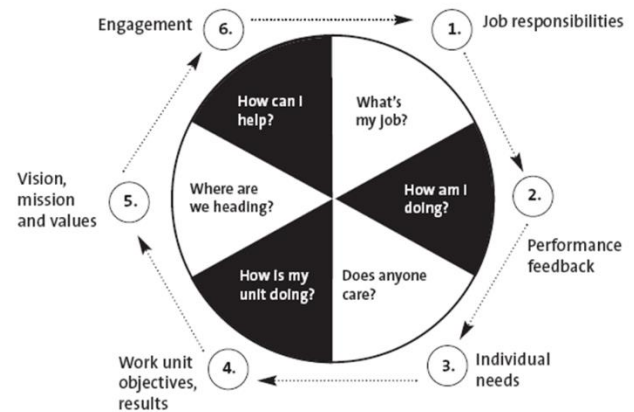 Engagement
6.
1.
Job responsibilities
How can I
help?
What's
my job?
Vision,
mission
and values
5.
Where are
we heading?
How am I
doing?
2.
Performance
feedback
How is my
unit doing?
Does anyone
care?
Work unit
objectives,
results
4.
3.
Individual
needs